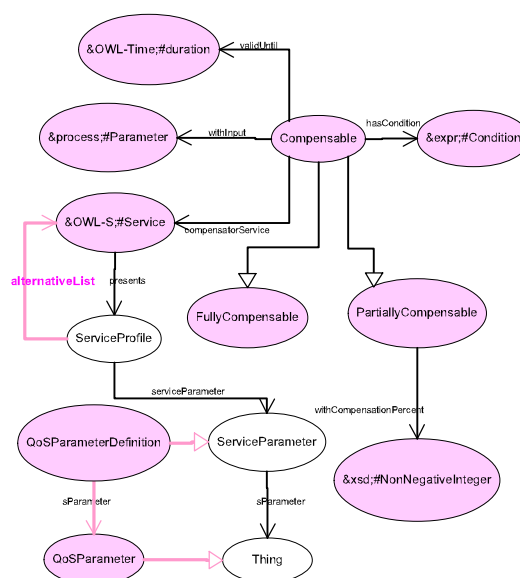 &OWL-Time;#duration
validUntil
&process;#Parameter
withInput
Compensable
hasCondition
&expr;#Condition
&OWL-S;#Service
compensatorService
alternativeList
presents
FullyCompensable
PartiallyCompensable
ServiceProfile
serviceParameter
withCompensationPercent
QoSParameterDefinition
ServiceParameter
&xsd;#NonNegativeInteger
sParameter
sParameter
QoSParameter
Thing